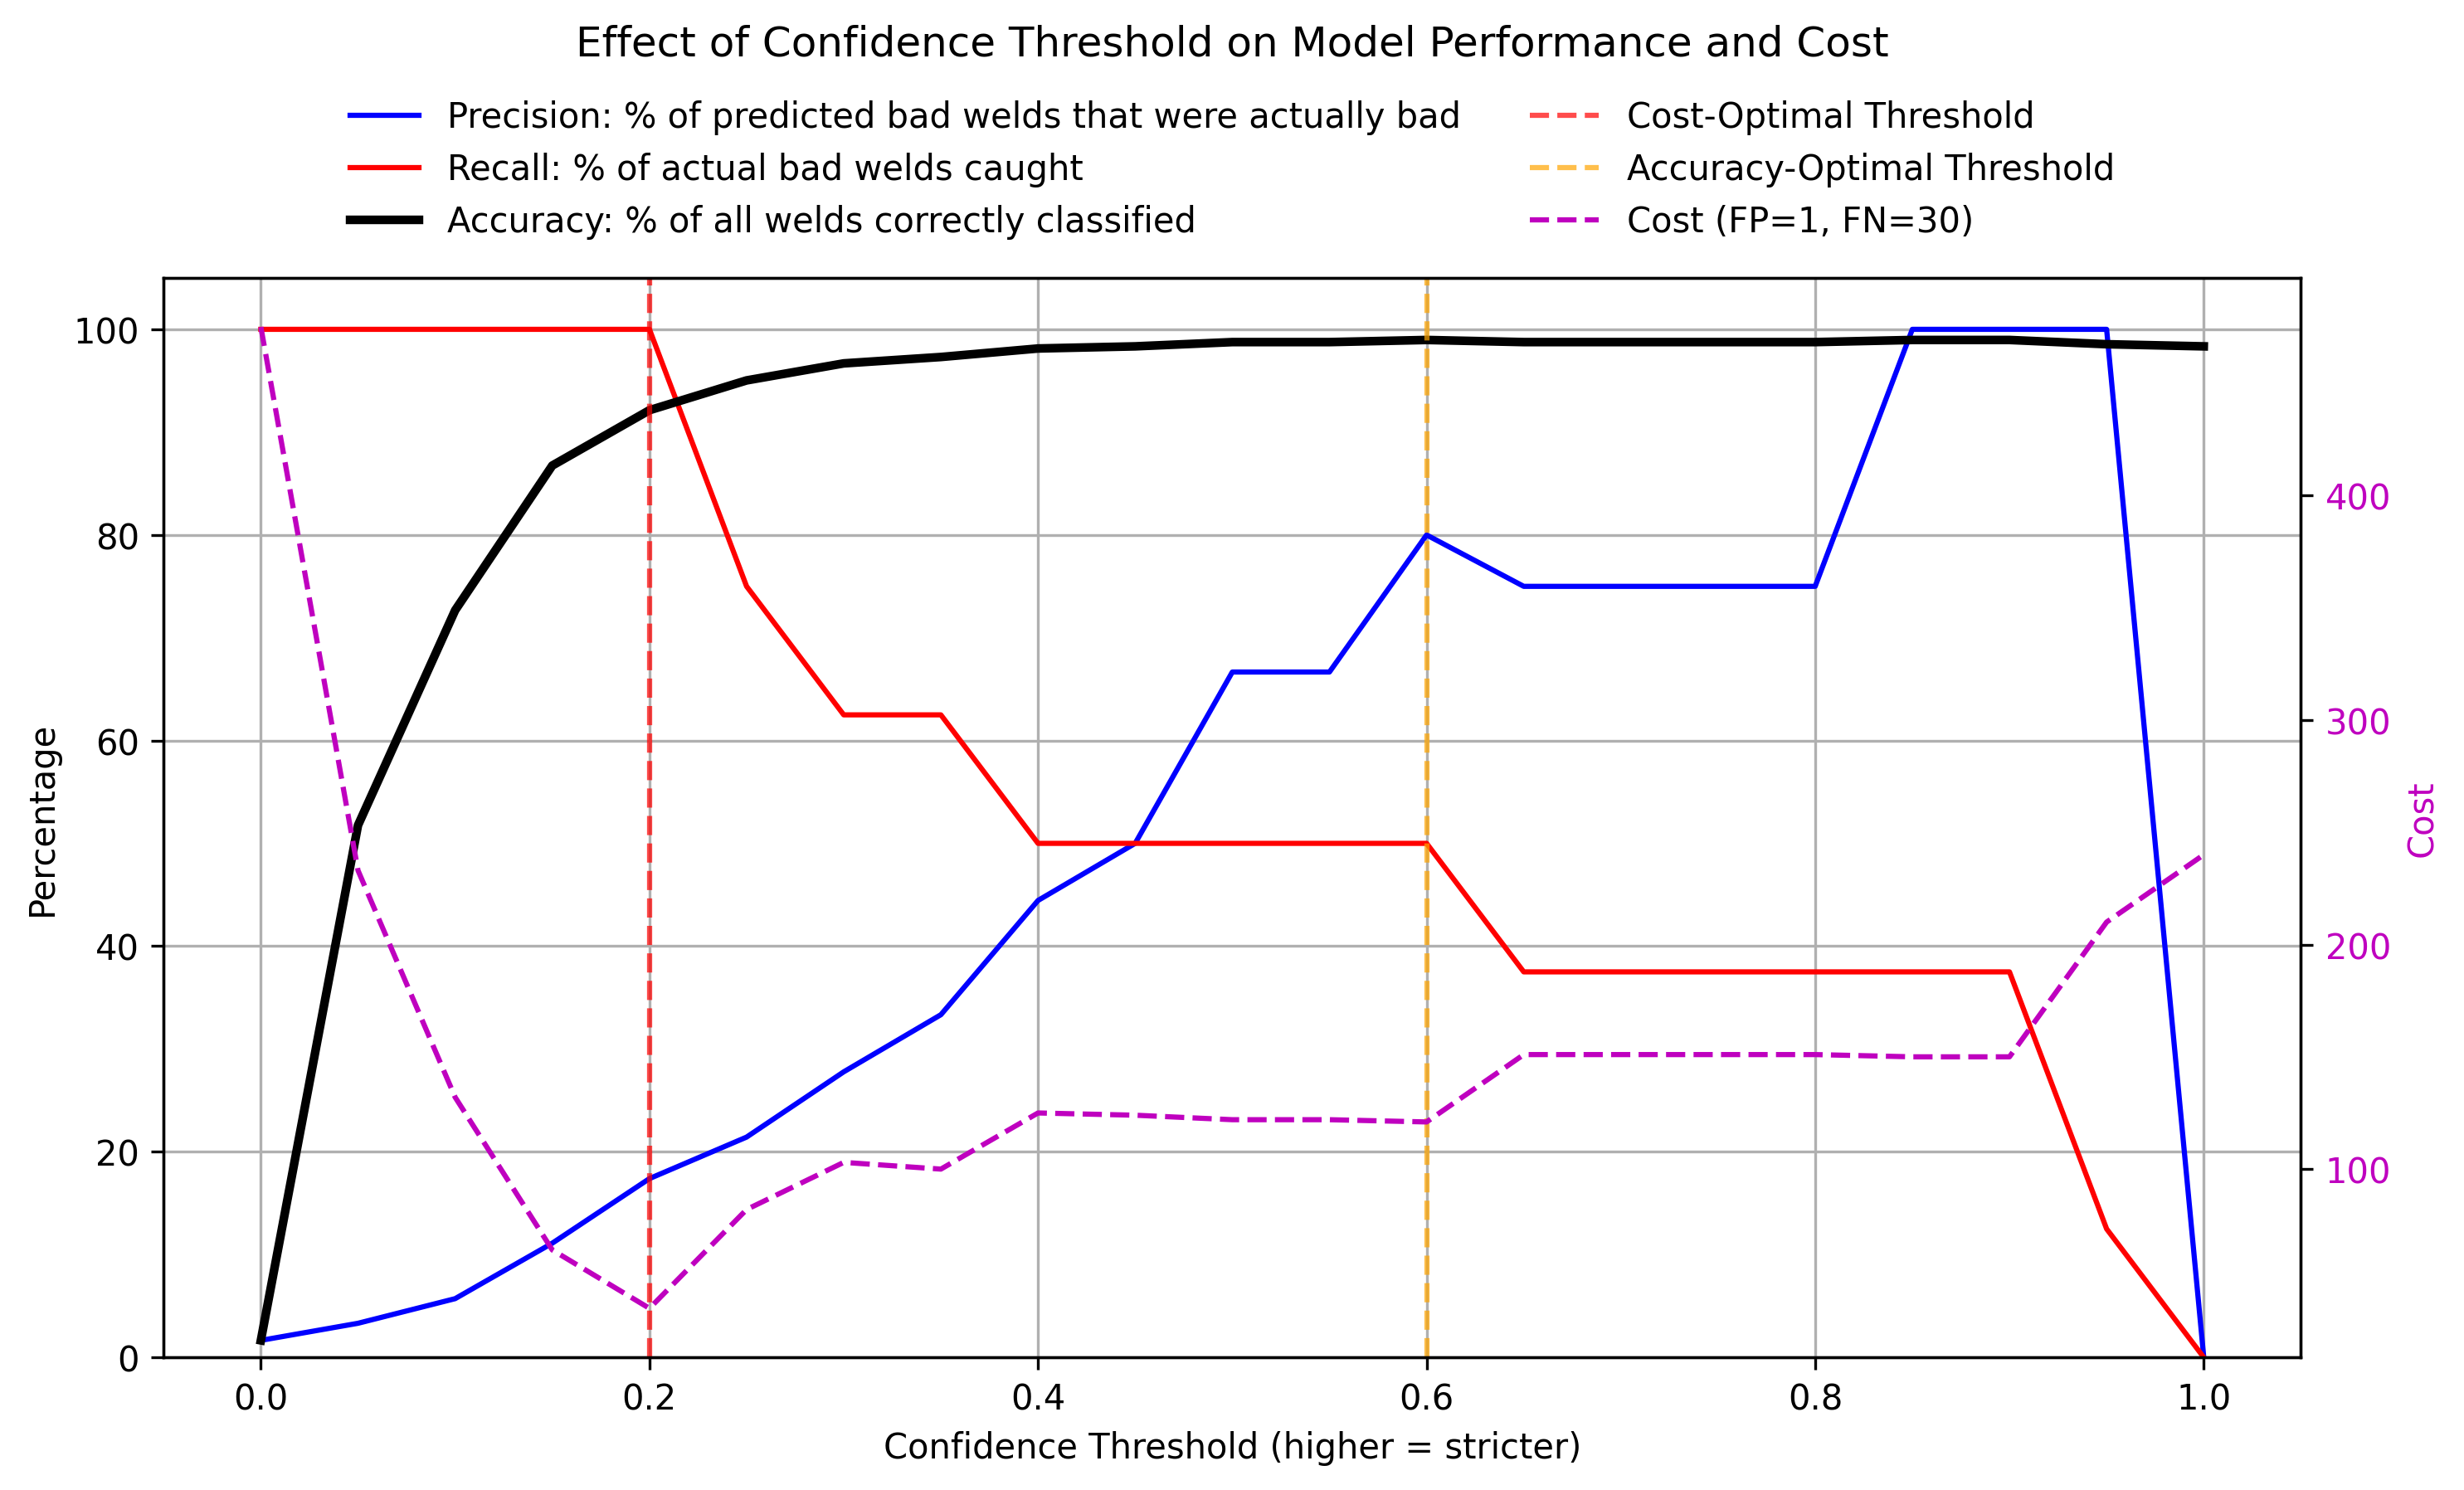 Effect of Confidence Threshold on Model Performance and Cost
Precision: % of predicted bad welds that were actually bad
Recall: % of actual bad welds caught
Accuracy: % of all welds correctly classified
Cost-Optimal Threshold
Accuracy-Optimal Threshold
Cost (FP=1, FN=30)
Percentage
100
80
60
40
20
0
0.0
0.2
0.4
0.6
0.8
1.0
Confidence Threshold (higher = stricter)
400
300
200
100
Cost